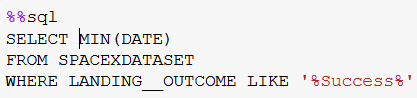 %%sql
SELECT MIN(DATE)
FROM SPACEXDATASET
WHERE LANDING__OUTCOME LIKE '%Success%'